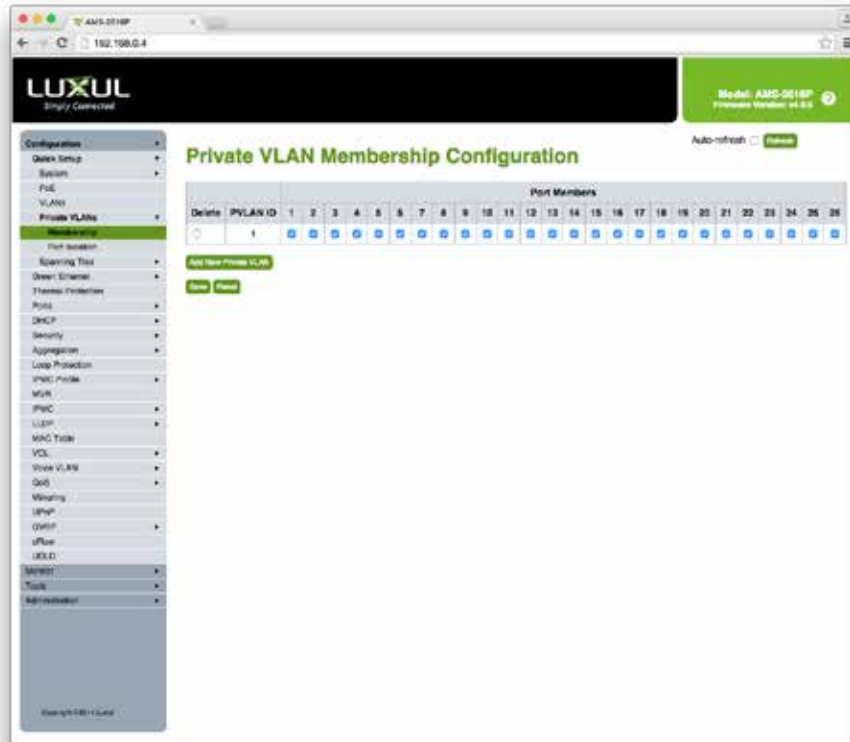 AMS-2616P
192.168.0.4
LUXUL
Simply Connected
Auto-refresh
Refresh
Configuration
Quick Setup
System
PoE
VLANs
Private VLANs
Membership
Port Isolation
Spanning Tree
Green Ethernet
Thermal Protection
Ports
DHCP
Security
Aggregation
Loop Protection
IPMC Profile
MVR
IPMC
LLDP
MAC Table
VCL
Voice VLAN
QoS
Mirroring
UPnP
GVRP
sFlow
UDLD
Monitor
Tools
Administration
Private VLAN Membership Configuration
Port Members
Delete PVLAN ID 1 2 3 4 5 6 7 8 9 10 11 12 13 14 15 16 17 18 19 20 21 22 23 24 25 26
1
Add New Private VLAN
Save Reset